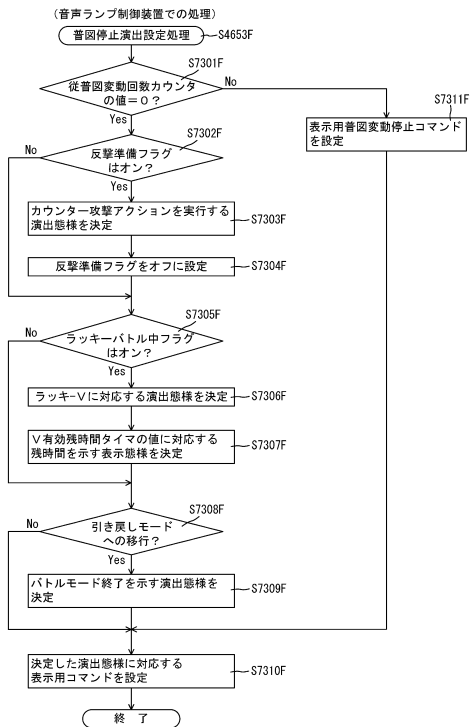 (音声ランプ制御装置での処理)
普図停止演出設定処理
S4653F
S7301F
従普図変動回数カウンタ
の値=0?
No
Yes
S7311F
表示用普図変動停止コマンド
を設定
S7302F
No
反撃準備フラグ
はオン?
Yes
カウンター攻撃アクションを実行する
演出態様を決定
S7303F
反撃準備フラグをオフに設定
S7304F
S7305F
No
ラッキーバトル中フラグ
はオン?
Yes
ラッキ-Vに対応する演出態様を決定
S7306F
V有効残時間タイマの値に対応する
残時間を示す表示態様を決定
S7307F
S7308F
No
引き戻しモード
への移行?
Yes
バトルモード終了を示す演出態様を
決定
S7309F
決定した演出態様に対応する
表示用コマンドを設定
S7310F
終了